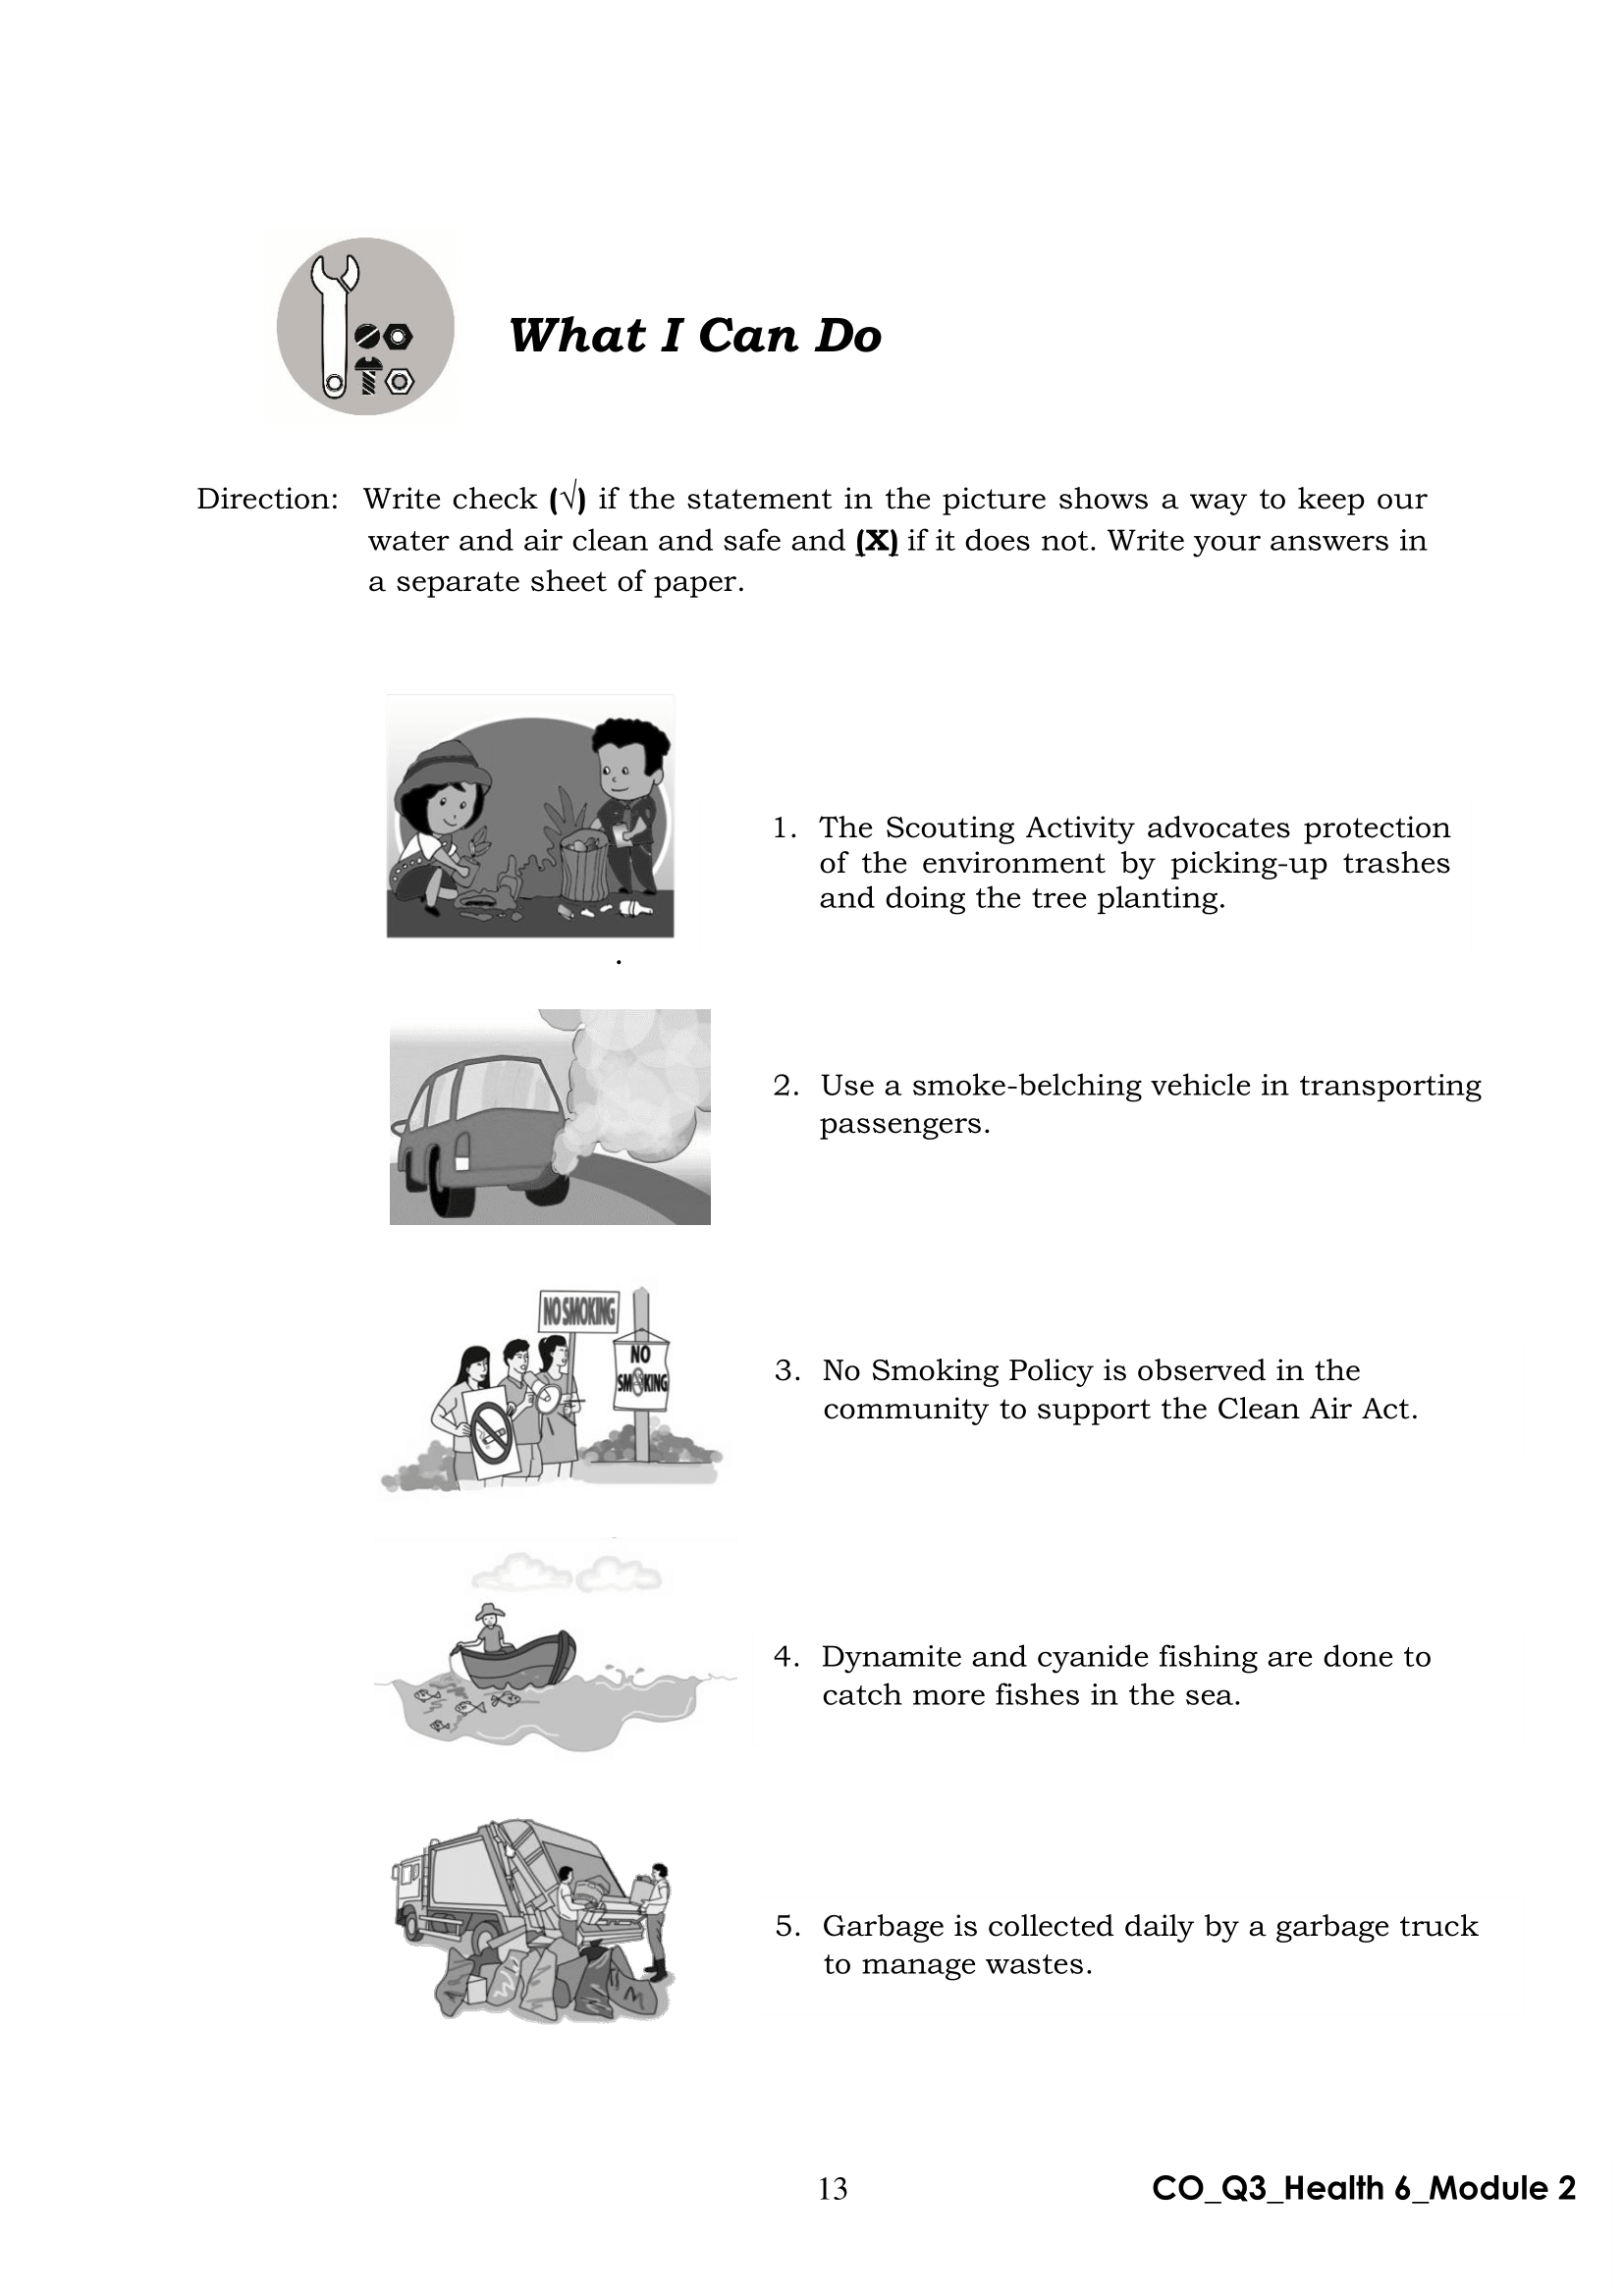 What I Can Do
Direction: Write check (√) if the statement in the picture shows a way to keep our
water and air clean and safe and (X) if it does not. Write your answers in
a separate sheet of paper.
1. The Scouting Activity advocates protection
of the environment by picking-up trashes
and doing the tree planting.
.
2. Use a smoke-belching vehicle in transporting
passengers.
NO SMOKING
NO
SMOKING
3. No Smoking Policy is observed in the
community to support the Clean Air Act.
4. Dynamite and cyanide fishing are done to
catch more fishes in the sea.
5. Garbage is collected daily by a garbage truck
to manage wastes.
13
CO_Q3_Health 6_Module 2